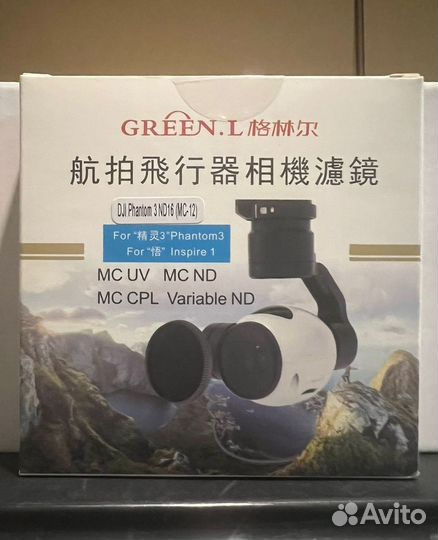 GREEN.L格林尔
航拍飛行器相機濾鏡
DJI Phantom 3 ND16 (MC-12)
For "精灵3"Phantom3
For "悟" Inspire 1
MC UV MC ND
MC CPL Variable ND
Avito